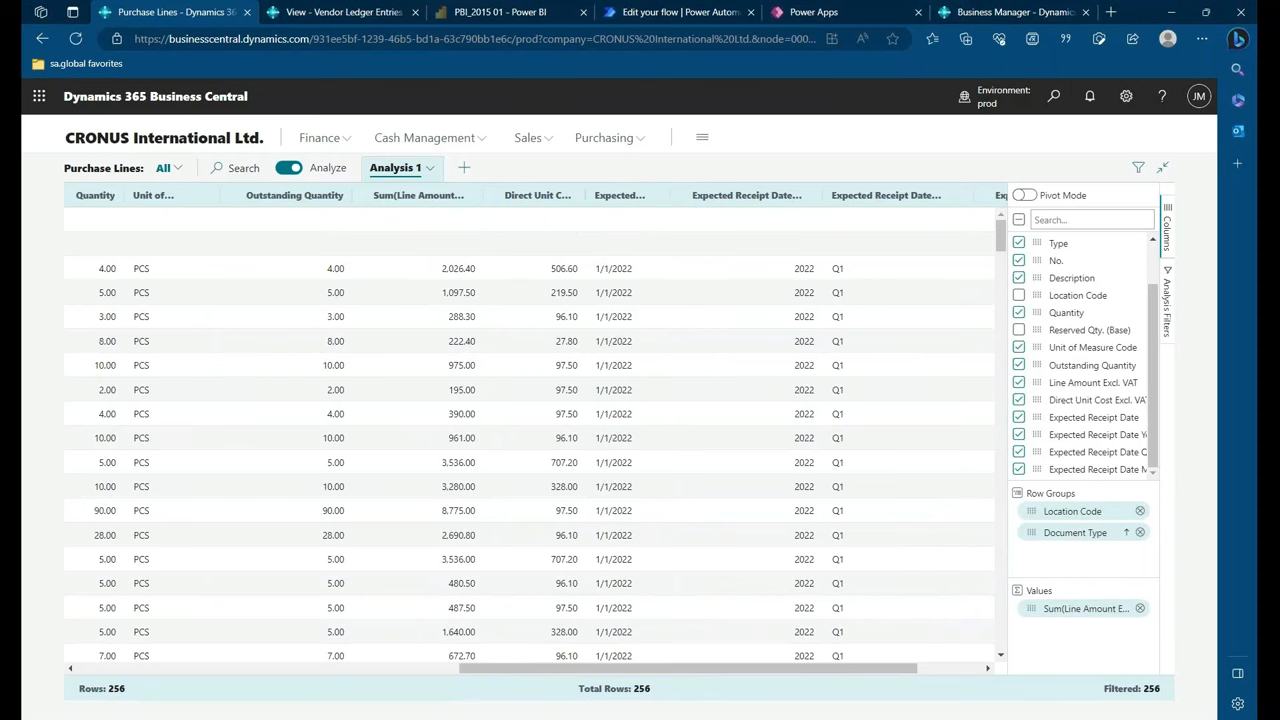 Purchase Lines - Dynamics 365
View - Vendor Ledger Entries
PBI_2015 01 - Power BI
Edit your flow | Power Automa
Power Apps
Business Manager - Dynamics
https://businesscentral.dynamics.com/931ee5bf-1239-46b5-bd1a-63c790bb1e6c/prod?company=CRONUS%20International%20Ltd.&node=000...
sa.global favorites
Dynamics 365 Business Central
Environment:
prod
JM
CRONUS International Ltd.
Finance
Cash Management
Sales
Purchasing
Purchase Lines: All
Search
Analyze
Analysis 1
Quantity Unit of... Outstanding Quantity Sum(Line Amount... Direct Unit C... Expected... Expected Receipt Date... Expected Receipt Date... Ex
4.00 PCS 4.00 2,026.40 506.60 1/1/2022 2022 Q1
5.00 PCS 5.00 1,097.50 219.50 1/1/2022 2022 Q1
3.00 PCS 3.00 288.30 96.10 1/1/2022 2022 Q1
8.00 PCS 8.00 222.40 27.80 1/1/2022 2022 Q1
10.00 PCS 10.00 975.00 97.50 1/1/2022 2022 Q1
2.00 PCS 2.00 195.00 97.50 1/1/2022 2022 Q1
4.00 PCS 4.00 390.00 97.50 1/1/2022 2022 Q1
10.00 PCS 10.00 961.00 96.10 1/1/2022 2022 Q1
5.00 PCS 5.00 3,536.00 707.20 1/1/2022 2022 Q1
10.00 PCS 10.00 3,280.00 328.00 1/1/2022 2022 Q1
90.00 PCS 90.00 8,775.00 97.50 1/1/2022 2022 Q1
28.00 PCS 28.00 2,690.80 96.10 1/1/2022 2022 Q1
5.00 PCS 5.00 3,536.00 707.20 1/1/2022 2022 Q1
5.00 PCS 5.00 480.50 96.10 1/1/2022 2022 Q1
5.00 PCS 5.00 487.50 97.50 1/1/2022 2022 Q1
5.00 PCS 5.00 1,640.00 328.00 1/1/2022 2022 Q1
7.00 PCS 7.00 672.70 96.10 1/1/2022 2022 Q1
Rows: 256
Total Rows: 256
Filtered: 256
Pivot Mode
Search...
Type
No.
Description
Location Code
Quantity
Reserved Qty. (Base)
Unit of Measure Code
Outstanding Quantity
Line Amount Excl. VAT
Direct Unit Cost Excl. VA
Expected Receipt Date
Expected Receipt Date Y
Expected Receipt Date Q
Expected Receipt Date M
Row Groups
Location Code
Document Type
Values
Sum(Line Amount E...
Columns
Analysis Filters